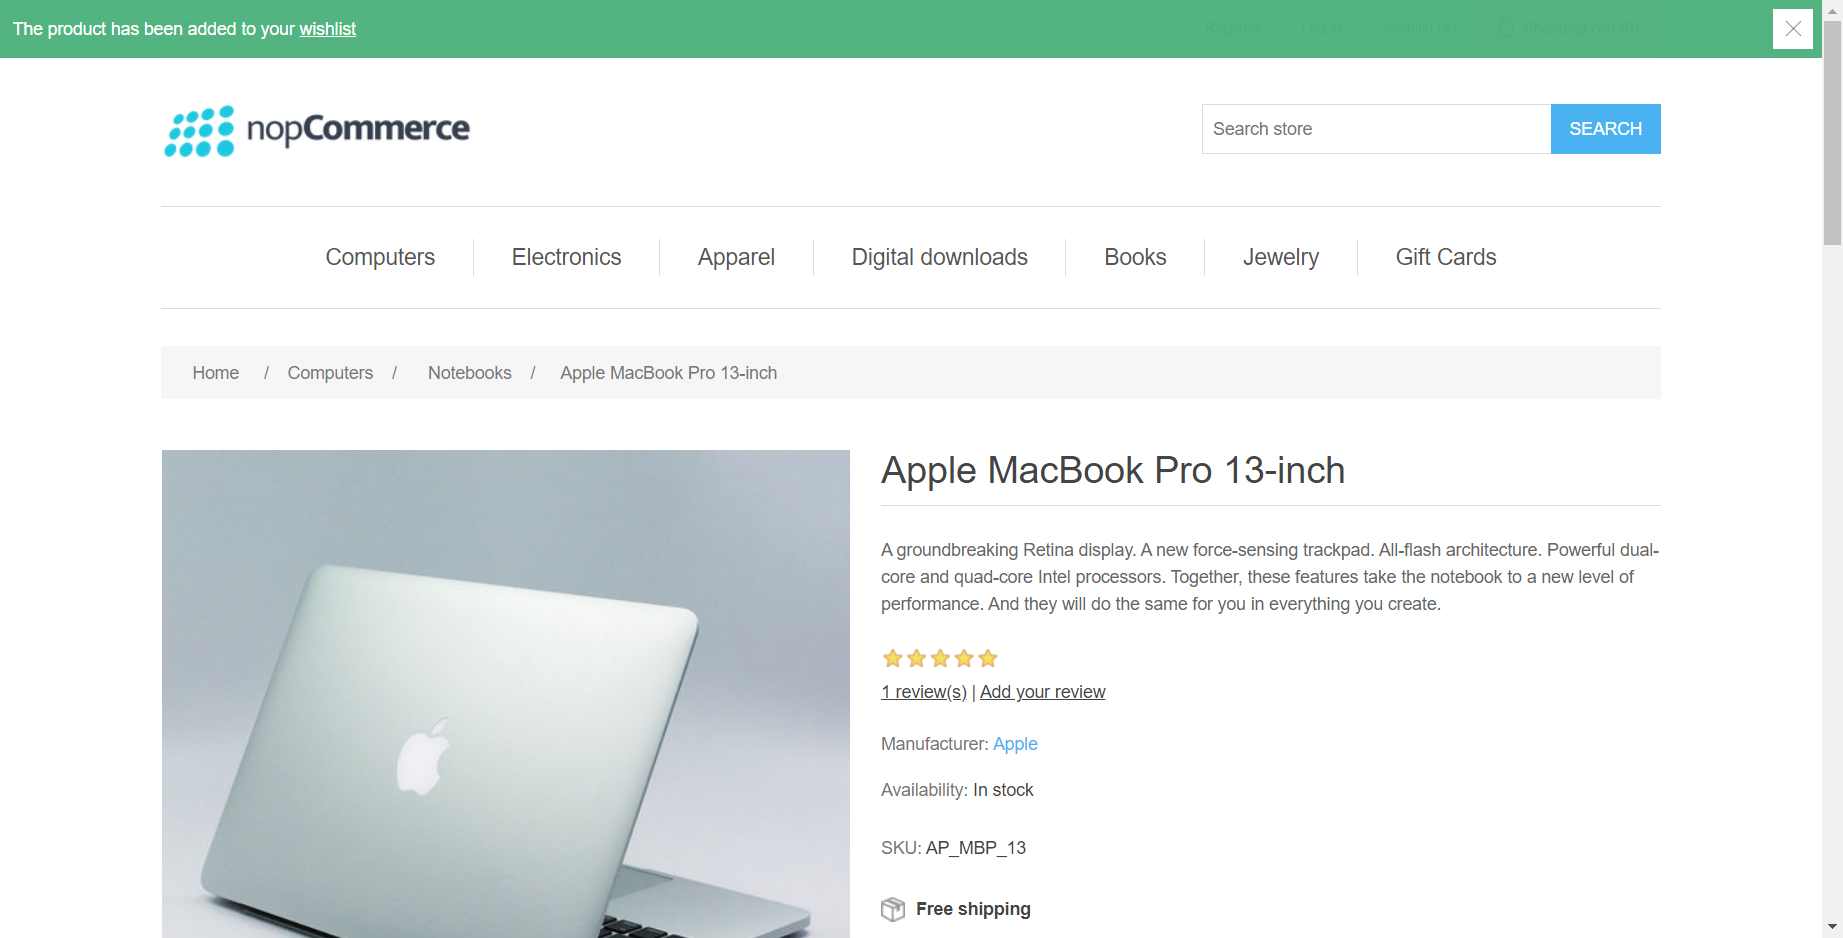 The product has been added to your wishlist
Register Log in Wishlist (4) Shopping cart (0)
nopCommerce
Search store
SEARCH
Computers Electronics Apparel Digital downloads Books Jewelry Gift Cards
Home / Computers / Notebooks / Apple MacBook Pro 13-inch
Apple MacBook Pro 13-inch
A groundbreaking Retina display. A new force-sensing trackpad. All-flash architecture. Powerful dual-
core and quad-core Intel processors. Together, these features take the notebook to a new level of
performance. And they will do the same for you in everything you create.
1 review(s) | Add your review
Manufacturer: Apple
Availability: In stock
SKU: AP_MBP_13
Free shipping